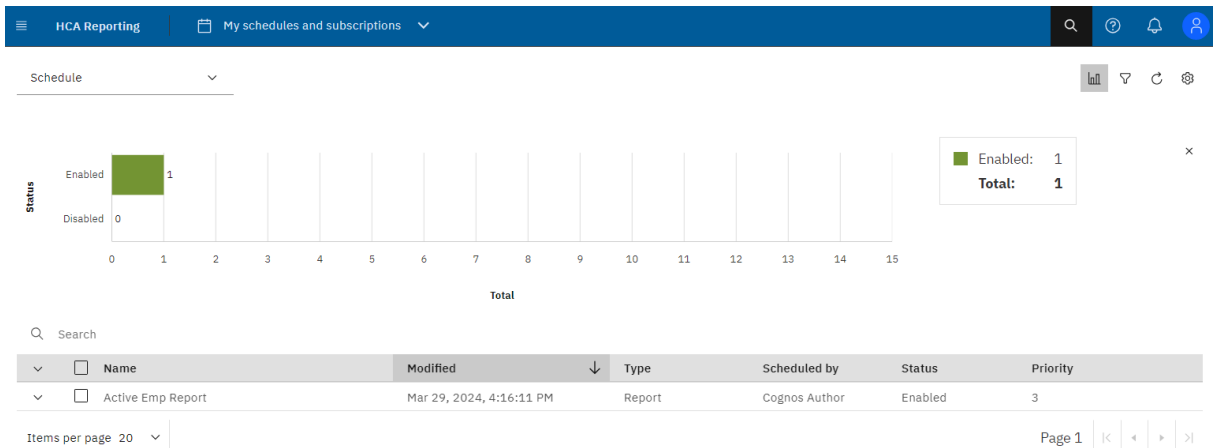 HCA Reporting My schedules and subscriptions
Schedule
Status
Enabled 1
Disabled 0
0 1 2 3 4 5 6 7 8 9 10 11 12 13 14 15
Total
Enabled: 1
Total: 1
Search
Name Modified Type Scheduled by Status Priority
Active Emp Report Mar 29, 2024, 4:16:11 PM Report Cognos Author Enabled 3
Items per page 20 Page 1